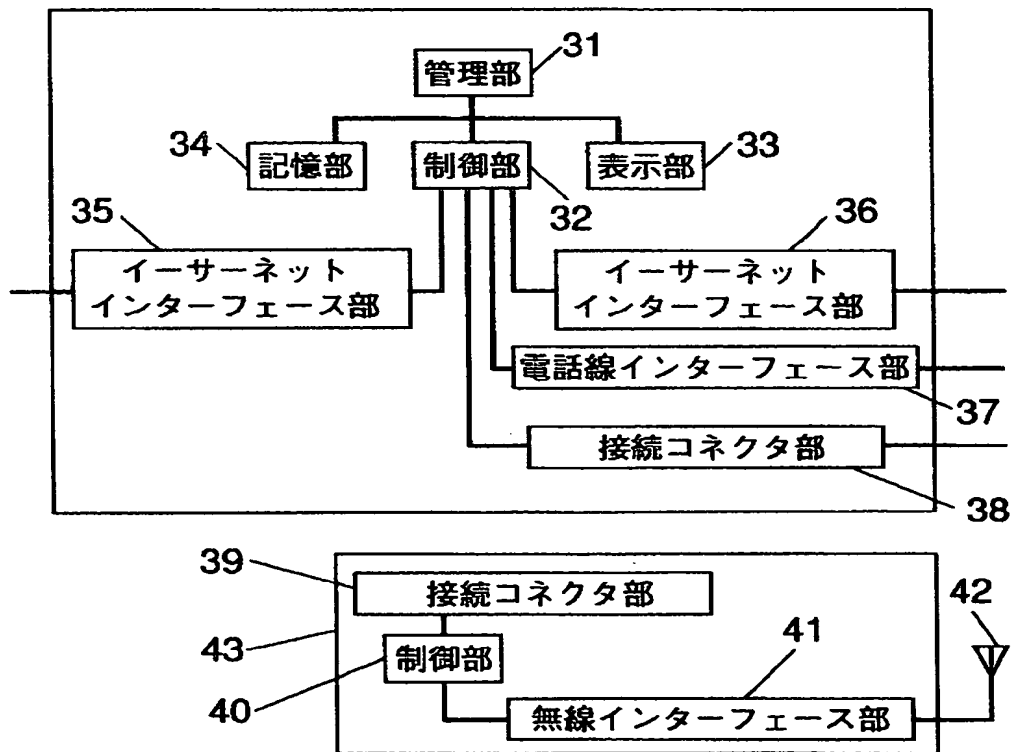 31
管理部
34
記憶部
制御部
表示部
33
32
35
イーサーネット
インターフェース部
36
イーサーネット
インターフェース部
電話線インターフェース部
37
接続コネクタ部
38
39
接続コネクタ部
42
43
制御部
41
40
無線インターフェース部